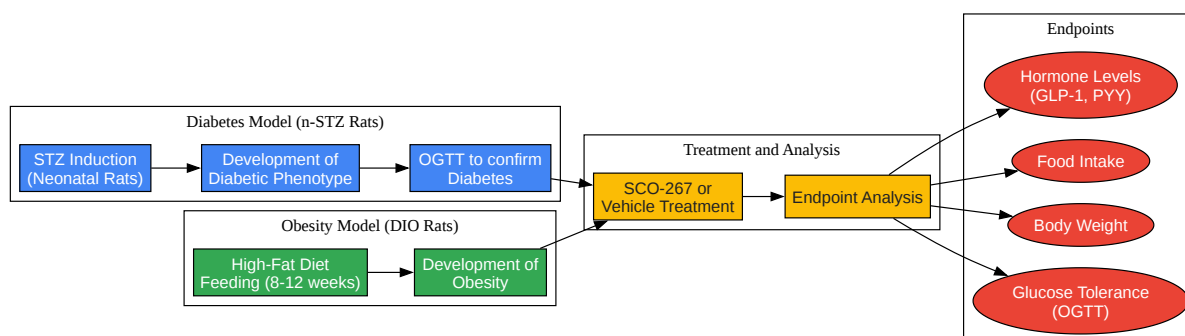 Diabetes Model (n-STZ Rats)
STZ Induction
(Neonatal Rats)
Development of
Diabetic Phenotype
OGTT to confirm
Diabetes
Obesity Model (DIO Rats)
High-Fat Diet
Feeding (8-12 weeks)
Development of
Obesity
Treatment and Analysis
SCO-267 or
Vehicle Treatment
Endpoint Analysis
Endpoints
Hormone Levels
(GLP-1, PYY)
Food Intake
Body Weight
Glucose Tolerance
(OGTT)